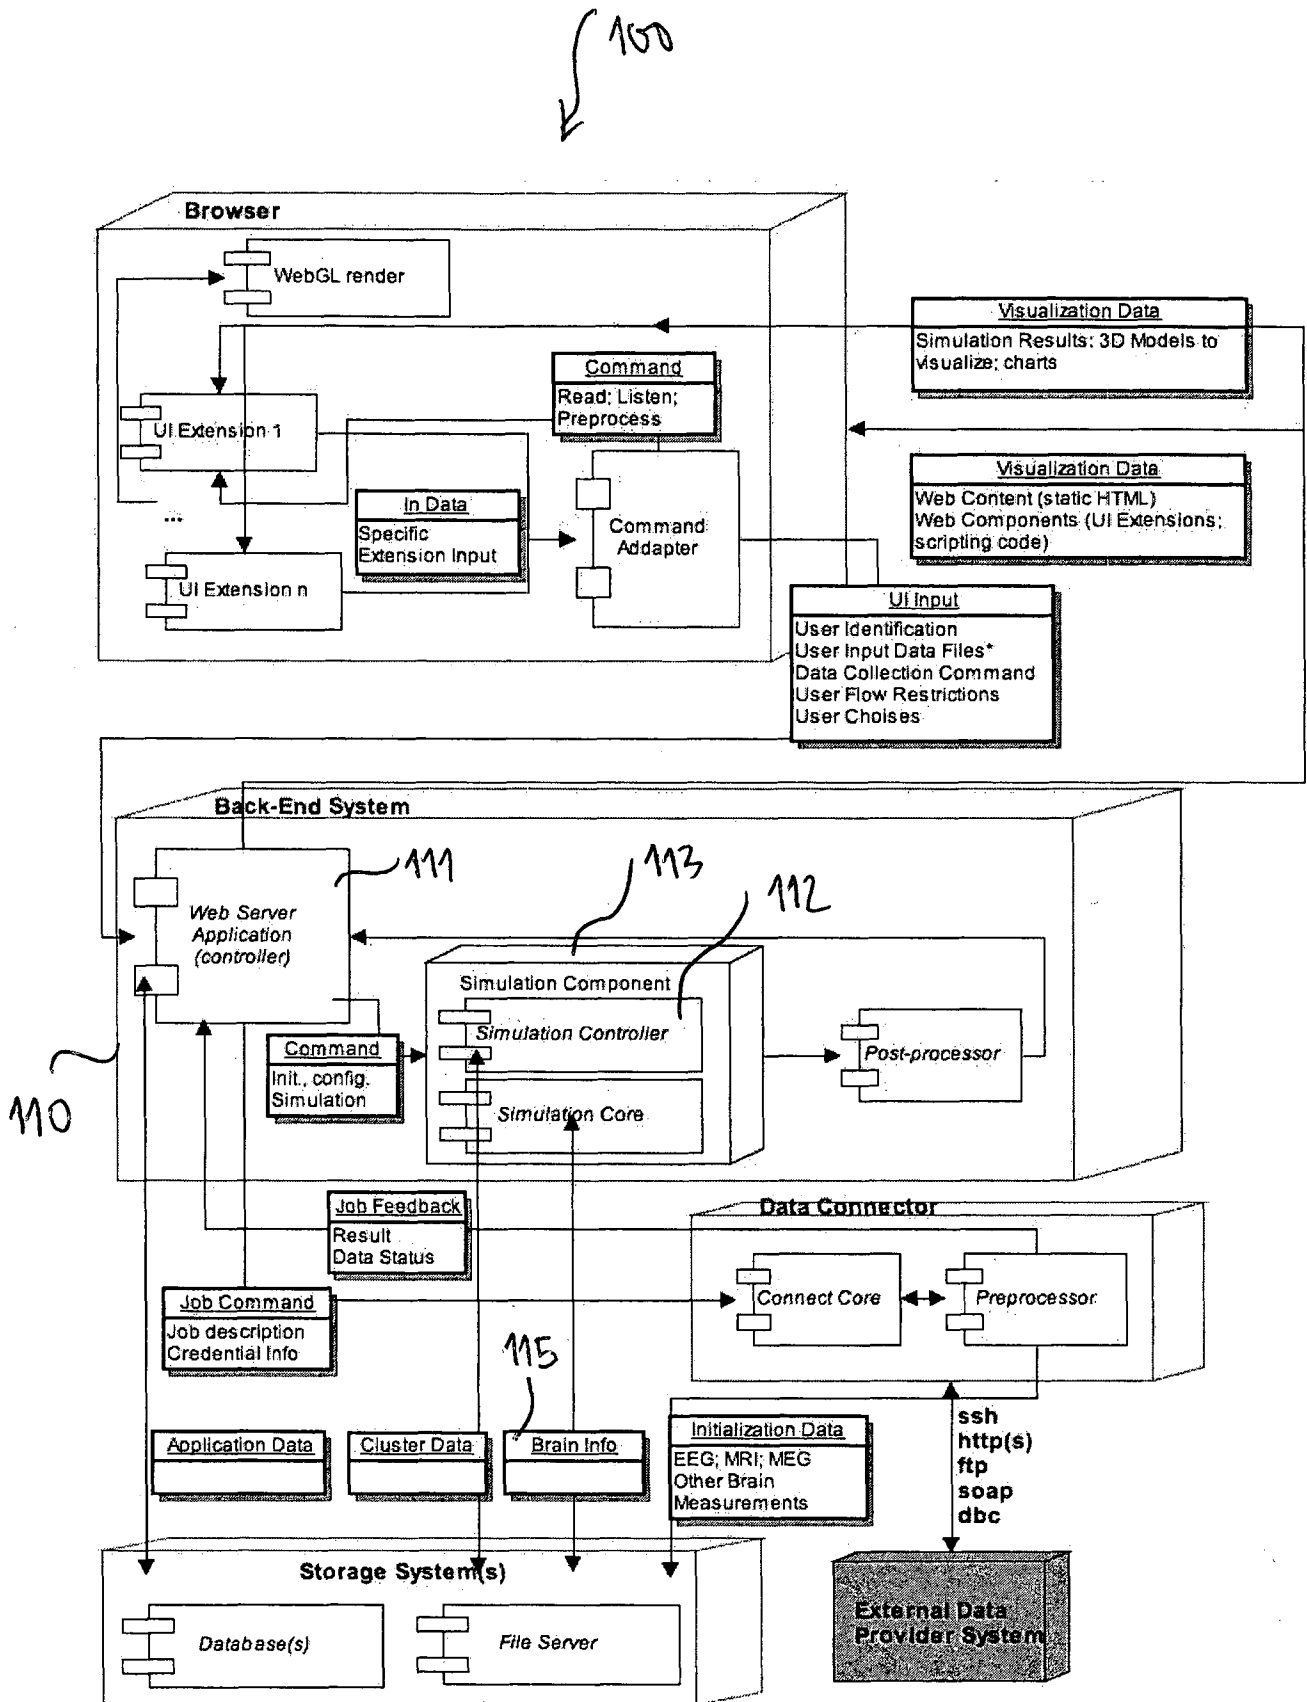 100
Browser
WebGL render
Visualization Data
Simulation Results: 3D Models to
visualize; charts
Command
Read; Listen;
Preprocess
UI Extension 1
Visualization Data
Web Content (static HTML)
Web Components (UI Extensions;
scripting code)
In Data
Specific
Extension Input
...
Command
Addapter
UI Extension n
UI Input
User Identification
User Input Data Files*
Data Collection Command
User Flow Restrictions
User Choises
Back-End System
111
113
112
Web Server
Application
(controller)
Simulation Component
Simulation Controller
Command
Init., config.
Simulation
Post-processor
Simulation Core
110
Job Feedback
Result
Data Status
Data Connector
Connect Core
Preprocessor
Job Command
Job description
Credential Info
115
Application Data
Cluster Data
Brain Info
Initialization Data
EEG; MRI; MEG
Other Brain
Measurements
ssh
http(s)
ftp
soap
dbc
Storage System(s)
Database(s)
File Server
External Data
Provider System